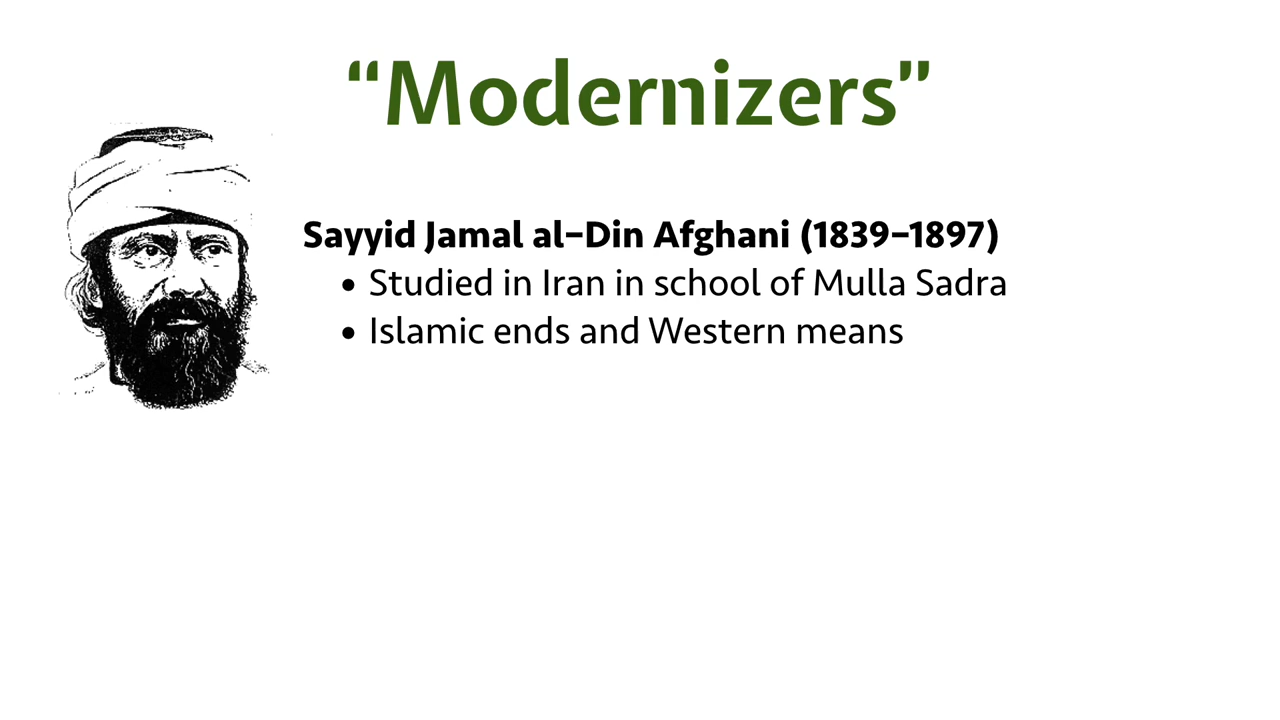 “Modernizers”
Sayyid Jamal al-Din Afghani (1839–1897)
• Studied in Iran in school of Mulla Sadra
• Islamic ends and Western means